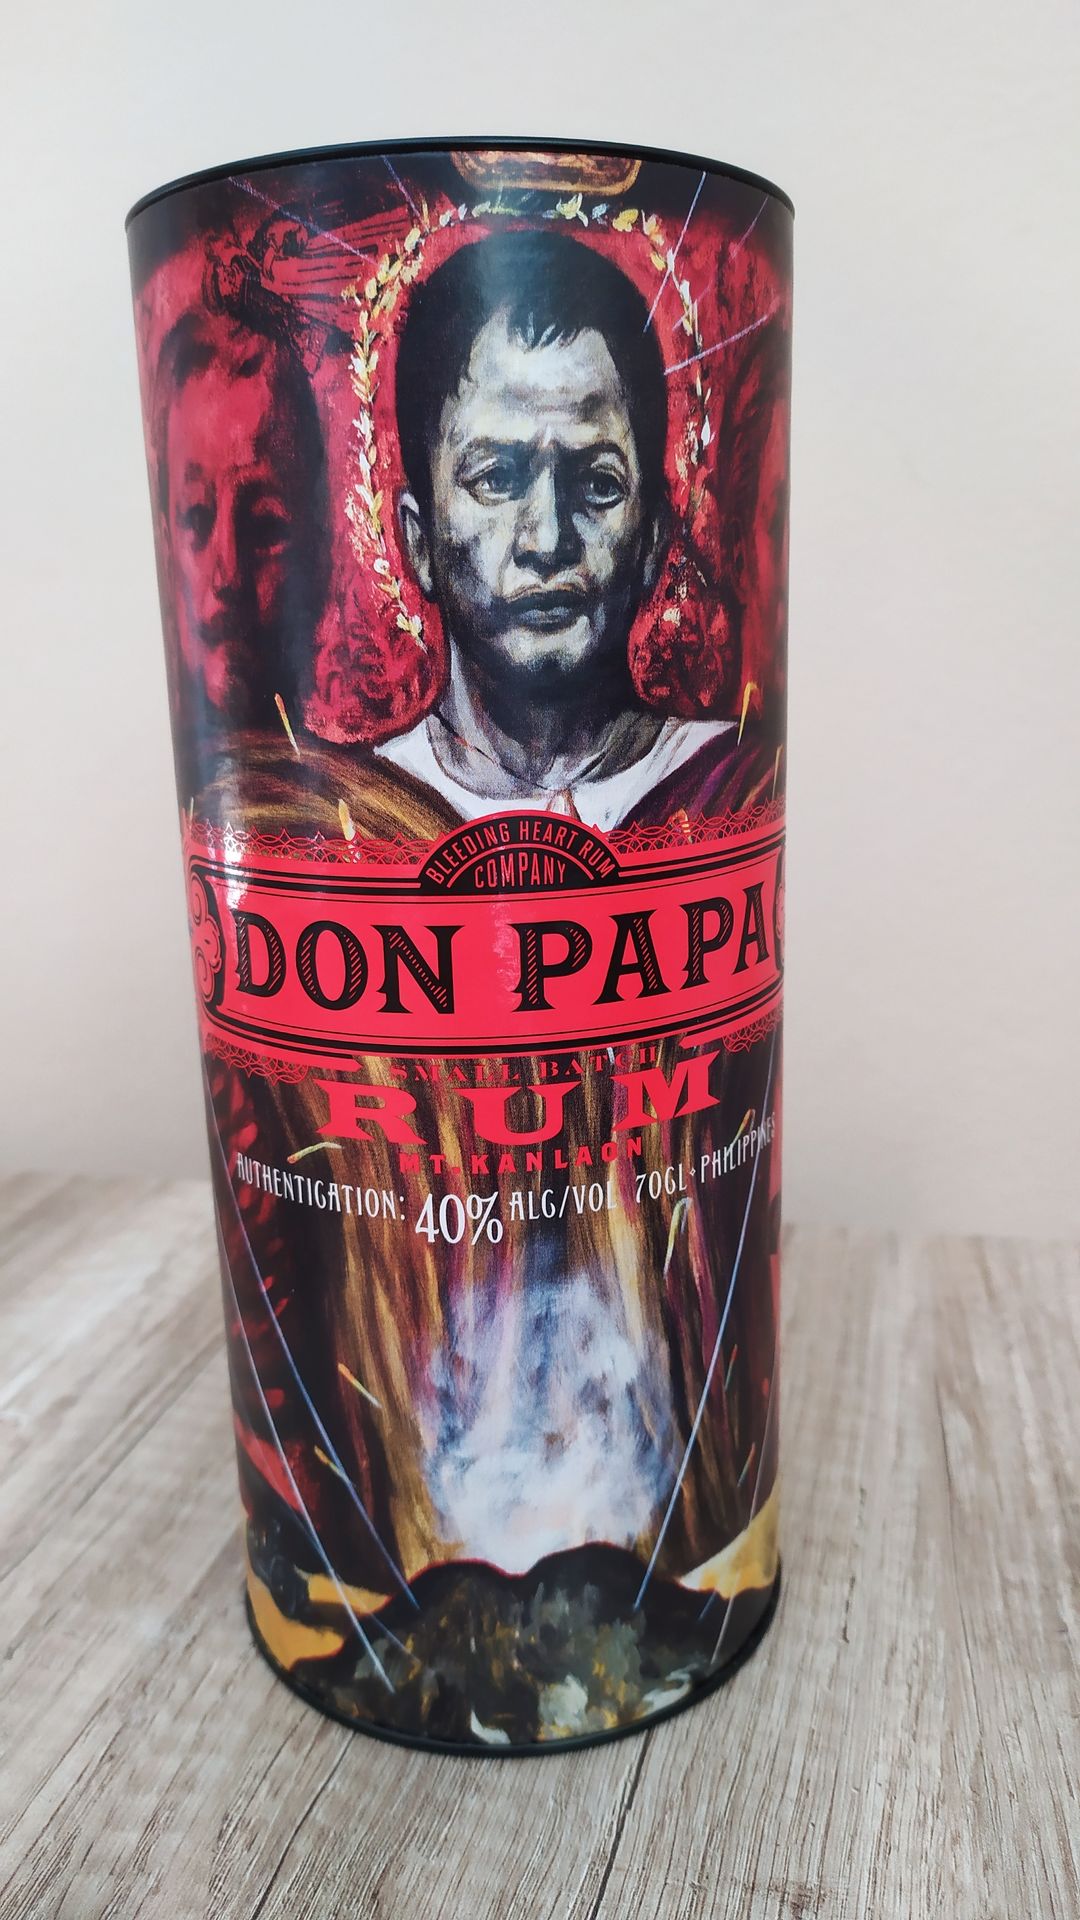 BLEEDING HEART RUM
COMPANY
DON PAPA
SMALL BATCH
RUM
MT. KANLAON
AUTHENTICATION: 40% ALC/VOL 70CL PHILIPPINES